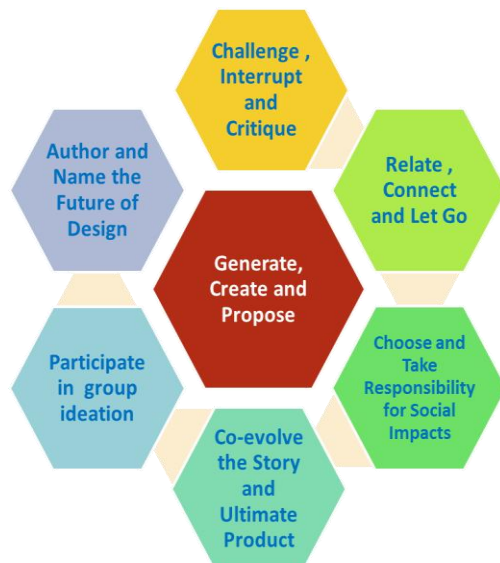 Challenge ,
Interrupt
and
Critique
Relate ,
Connect
and Let Go
Choose and
Take
Responsibility
for Social
Impacts
Co-evolve
the Story
and
Ultimate
Product
Participate
in group
ideation
Author and
Name the
Future of
Design
Generate,
Create and
Propose